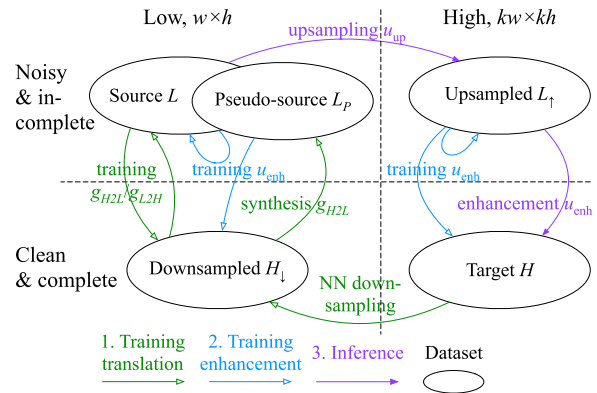 Low, w×h
High, kw×kh
upsampling u_up
Noisy
& in-
complete
Source L
Pseudo-source L_P
Upsampled L_↑
training
g_H2L/g_L2H
training u_enh
training u_enh
synthesis g_H2L
enhancement u_enh
Clean
& complete
Downsampled H_↓
NN down-
sampling
Target H
1. Training
translation
2. Training
enhancement
3. Inference
Dataset